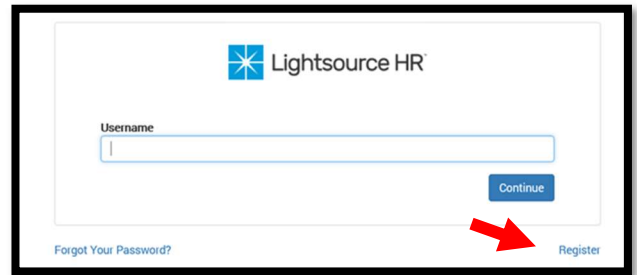 Lightsource HR
Username
Continue
Forgot Your Password?
Register